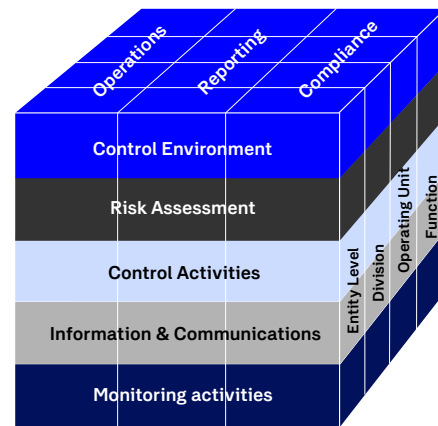 Operations
Reporting
Compliance
Control Environment
Risk Assessment
Control Activities
Information & Communications
Monitoring activities
Entity Level
Division
Operating Unit
Function